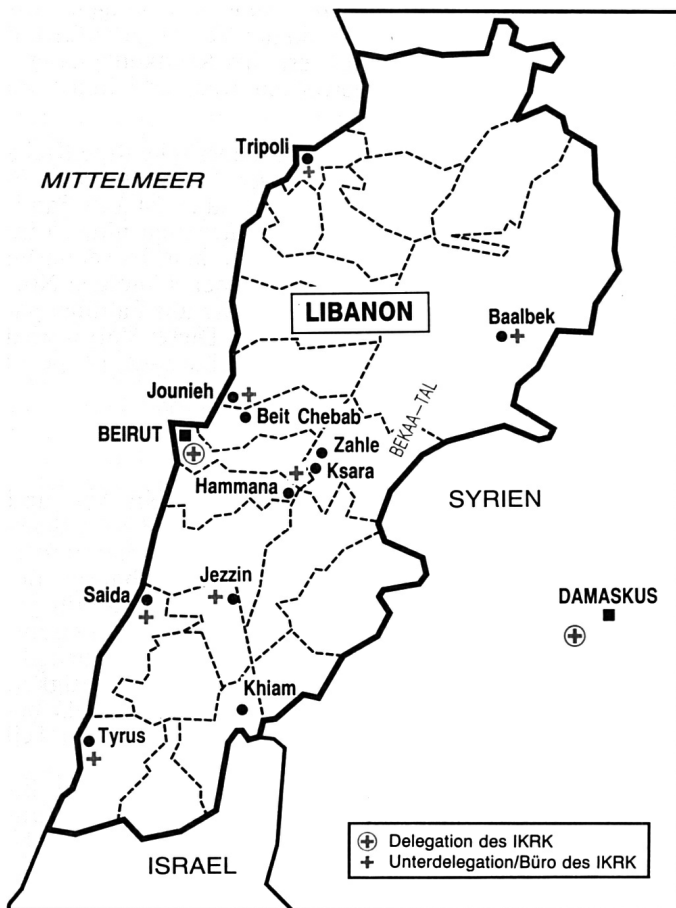 Tripoli
MITTELMEER
LIBANON
Baalbek
Jounieh
Beit Chebab
BEKAA–TAL
BEIRUT
Zahle
Ksara
Hammana
SYRIEN
Jezzin
Saida
DAMASKUS
Khiam
Tyrus
ISRAEL
Delegation des IKRK
Unterdelegation/Büro des IKRK